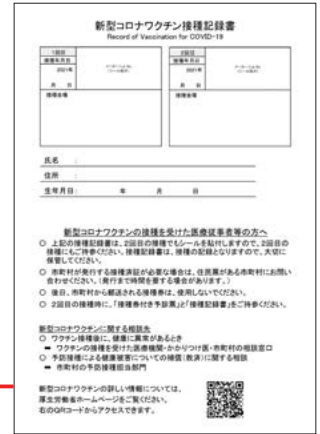 新型コロナワクチン接種記録書
Record of Vaccination for COVID-19
1回目
2回目
接種年月日
接種年月日
2021年
2021年
月 日
月 日
接種会場
接種会場
氏名 :
住所 :
生年月日: 年 月 日
新型コロナワクチンの接種を受けた医療従事者等の方へ
○ 上記の接種記録書は、2回目の接種でもシールを貼付しますので、2回目の
接種にもご持参ください。接種記録書は、接種の記録となりますので、大切に
保管してください。
○ 市町村が発行する接種済証が必要な場合は、住民票がある市町村にお問い
合わせください。(発行まで時間を要する場合があります。)
○ 後日、市町村から郵送される接種券は、使用しないでください。
○ 2回目の接種時に、「接種券付き予診票」と「接種記録書」をご持参ください。
新型コロナワクチンに関する相談先
○ ワクチン接種後に、健康に異常があるとき
➡ ワクチンの接種を受けた医療機関・かかりつけ医・市町村の相談窓口
○ 予防接種による健康被害についての補償(救済)に関する相談
➡ 市町村の予防接種担当部門
新型コロナワクチンの詳しい情報については、
厚生労働省ホームページをご覧ください。
右のQRコードからアクセスできます。